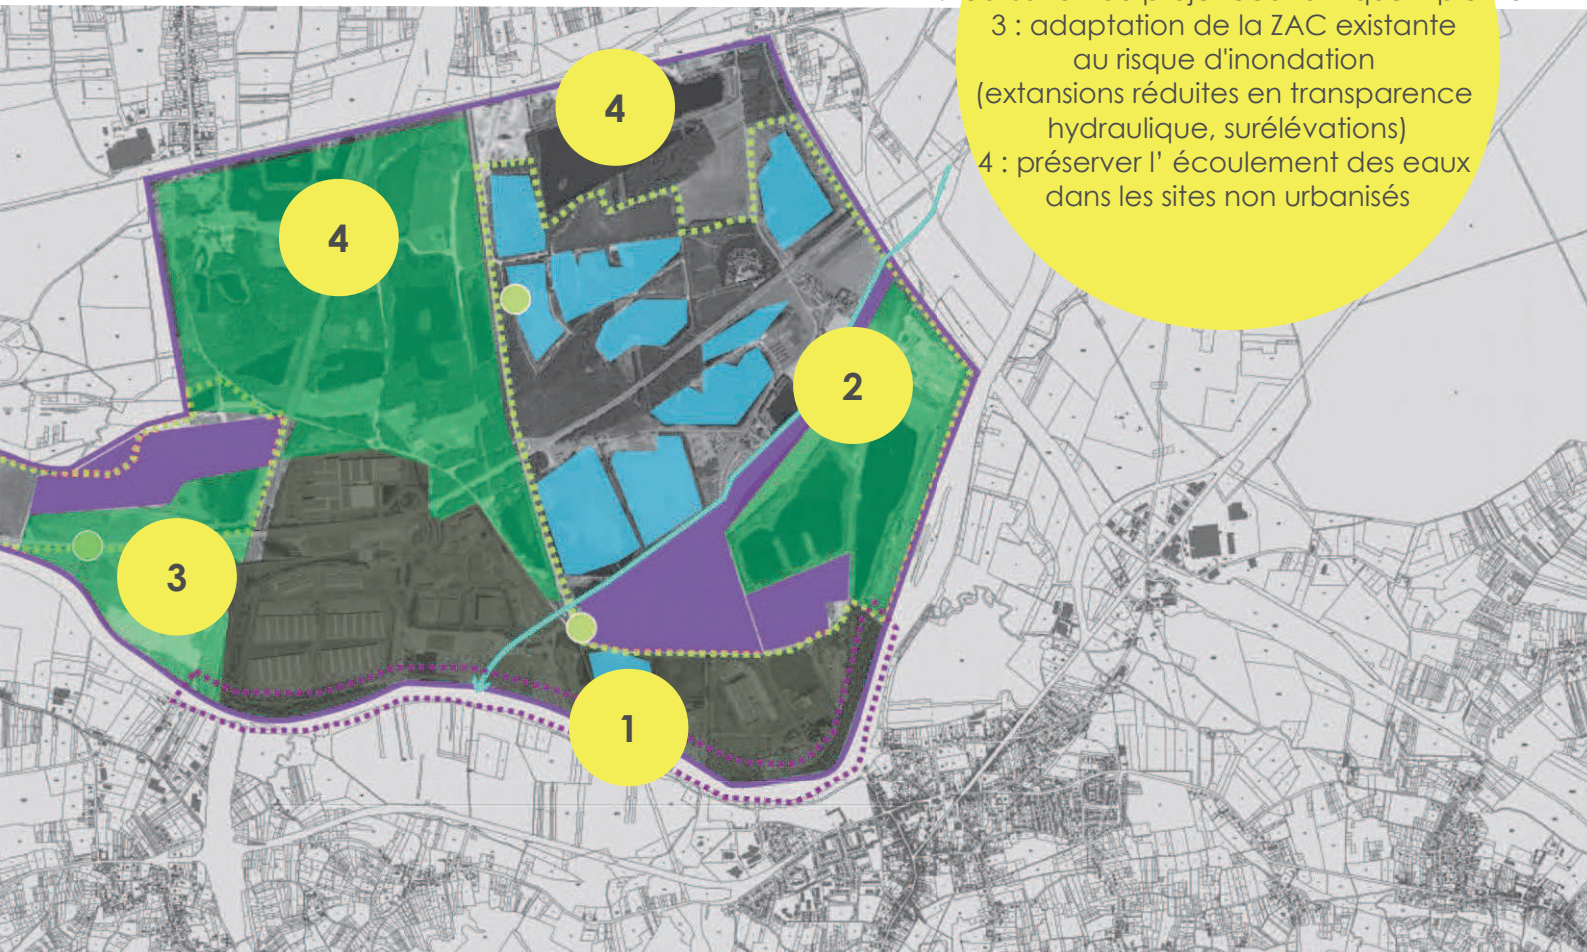 3 : adaptation de la ZAC existante
au risque d'inondation
(extansions réduites en transparence
hydraulique, surélévations)
4 : préserver l' écoulement des eaux
dans les sites non urbanisés
4
4
2
3
1